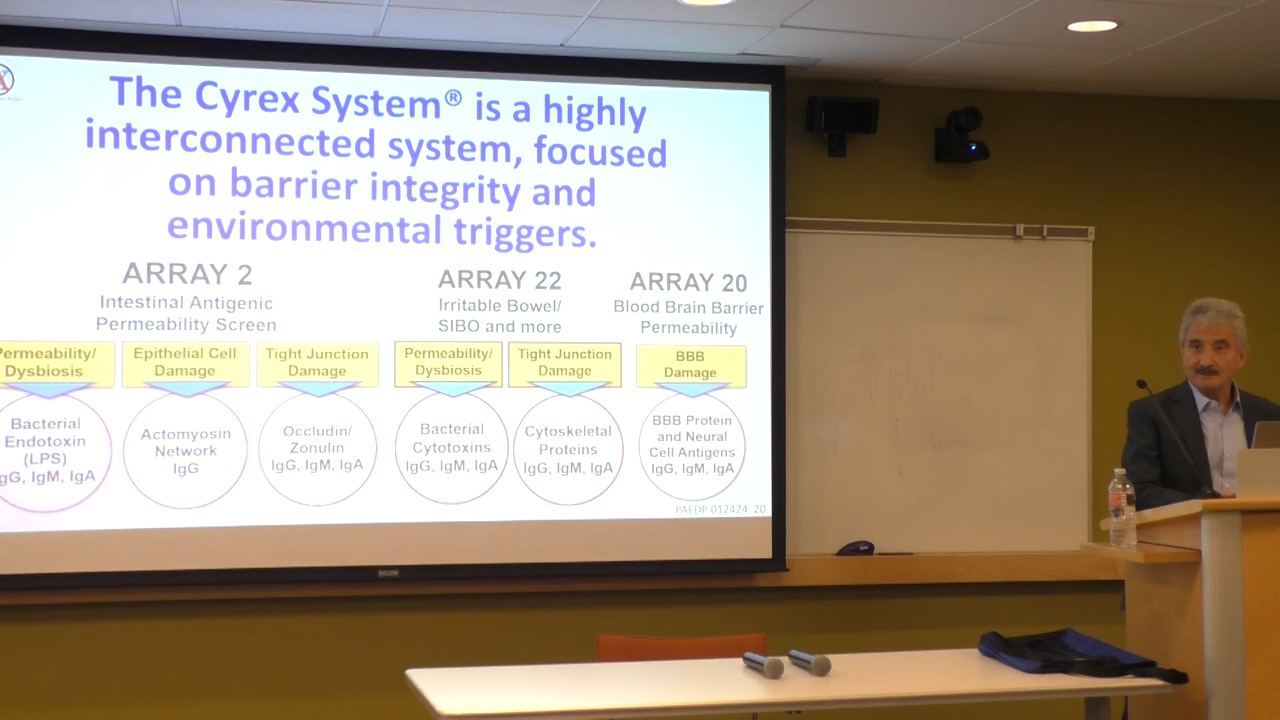 The Cyrex System® is a highly
interconnected system, focused
on barrier integrity and
environmental triggers.
ARRAY 2
Intestinal Antigenic
Permeability Screen
ARRAY 22
Irritable Bowel/
SIBO and more
ARRAY 20
Blood Brain Barrier
Permeability
Permeability/
Dysbiosis
Epithelial Cell
Damage
Tight Junction
Damage
Permeability/
Dysbiosis
Tight Junction
Damage
BBB
Damage
Bacterial
Endotoxin
(LPS)
IgG, IgM, IgA
Actomyosin
Network
IgG
Occludin/
Zonulin
IgG, IgM, IgA
Bacterial
Cytotoxins
IgG, IgM, IgA
Cytoskeletal
Proteins
IgG, IgM, IgA
BBB Protein
and Neural
Cell Antigens
IgG, IgM, IgA
PAEDP 012424 20